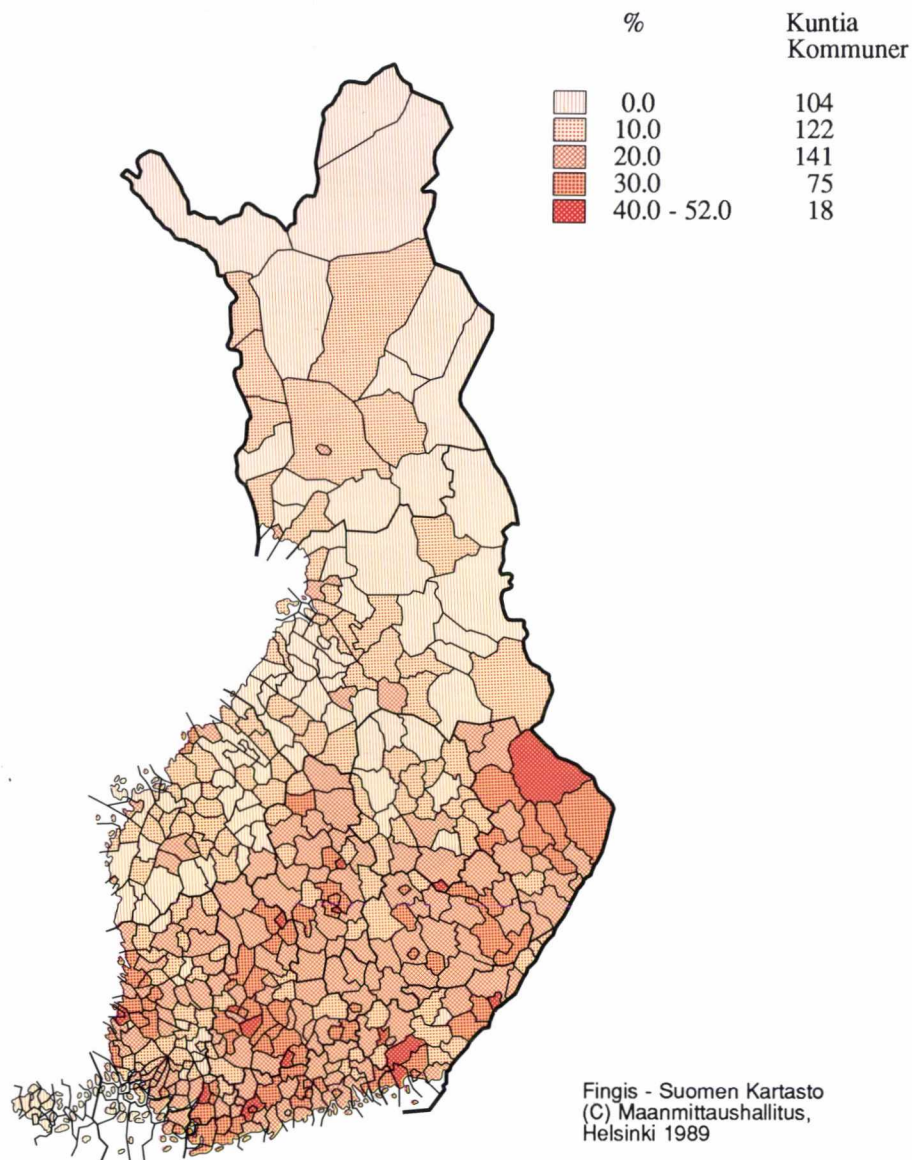 % Kuntia
Kommuner
0.0 104
10.0 122
20.0 141
30.0 75
40.0 - 52.0 18
Fingis - Suomen Kartasto
(C) Maanmittaushallitus,
Helsinki 1989